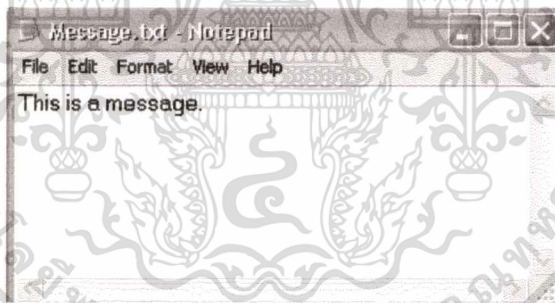 Message.txt - Notepad
File Edit Format View Help
This is a message.